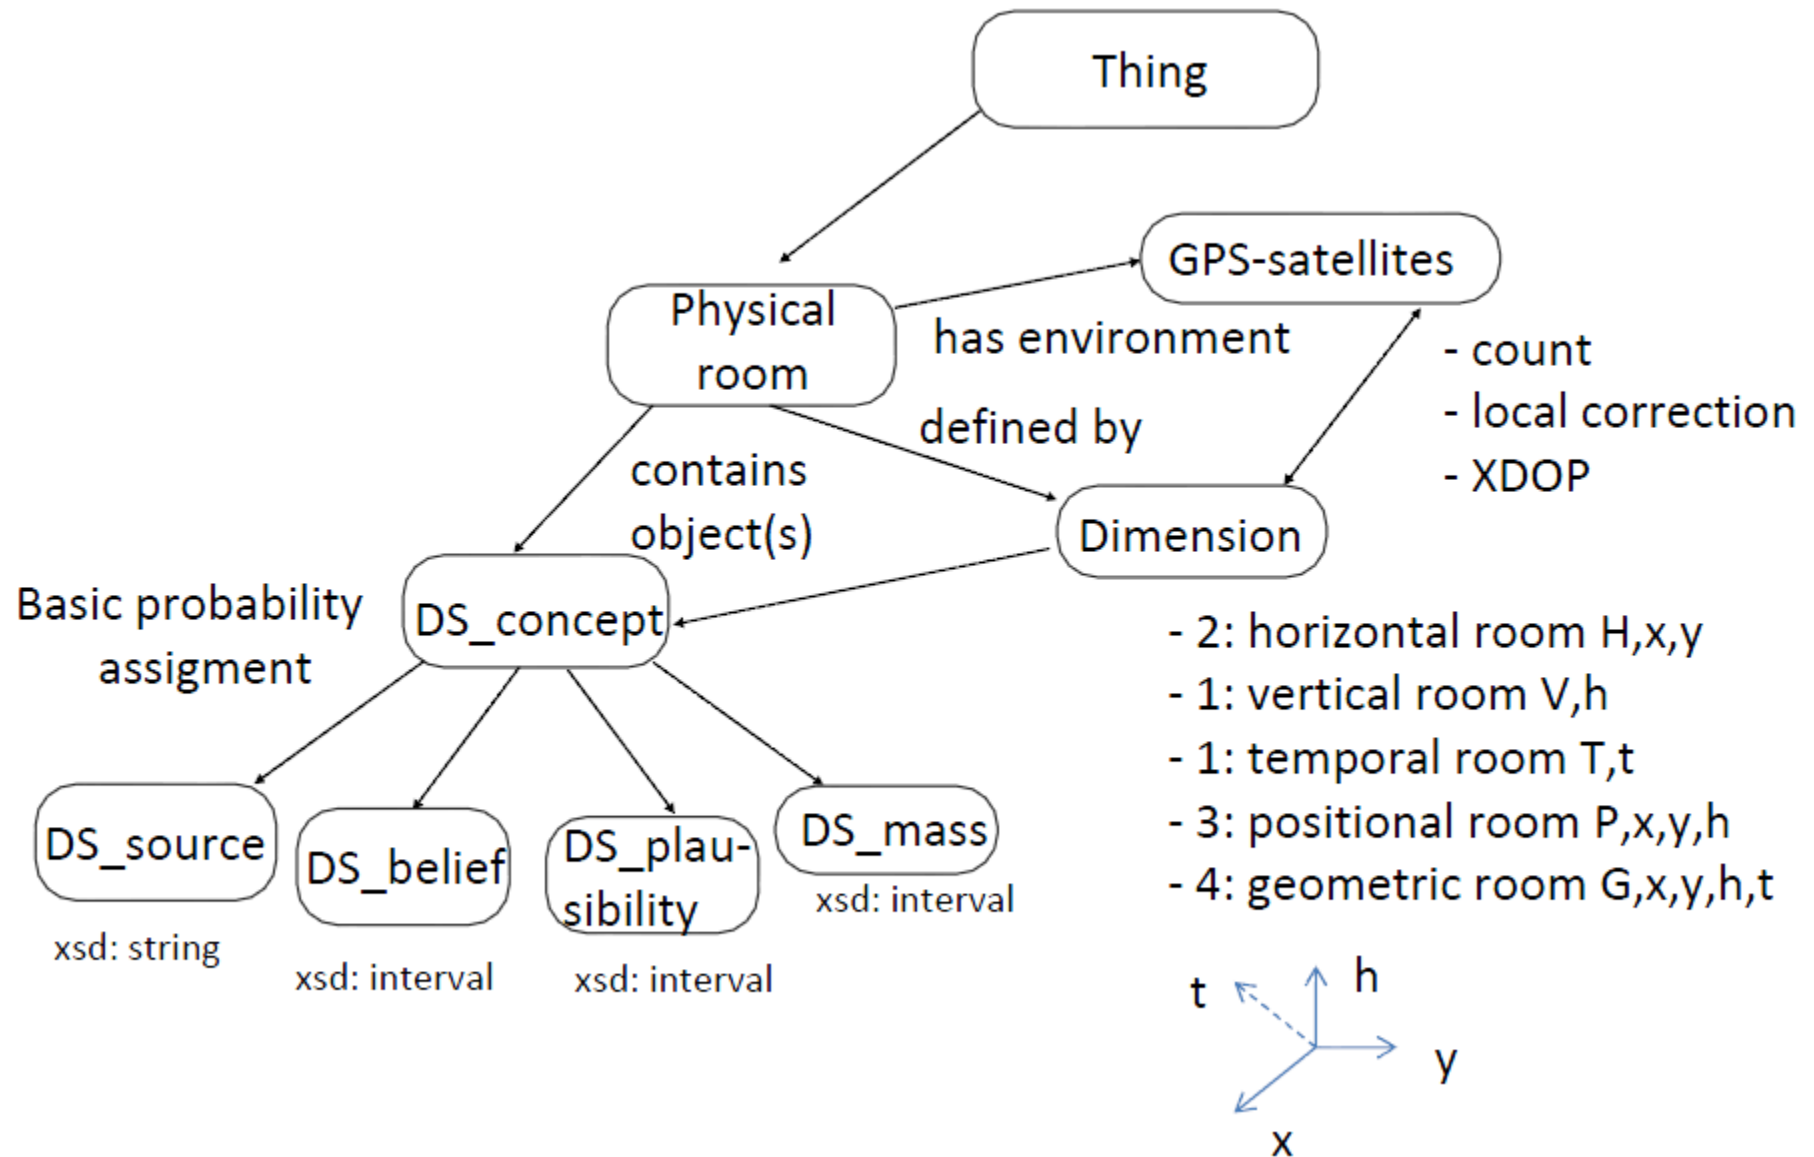 Thing
GPS-satellites
Physical
room
has environment
- count
- local correction
- XDOP
defined by
contains
object(s)
Dimension
Basic probability
assigment
DS_concept
- 2: horizontal room H,x,y
- 1: vertical room V,h
- 1: temporal room T,t
- 3: positional room P,x,y,h
- 4: geometric room G,x,y,h,t
DS_source
xsd: string
DS_belief
xsd: interval
DS_plau-
sibility
xsd: interval
DS_mass
xsd: interval
t
h
y
x